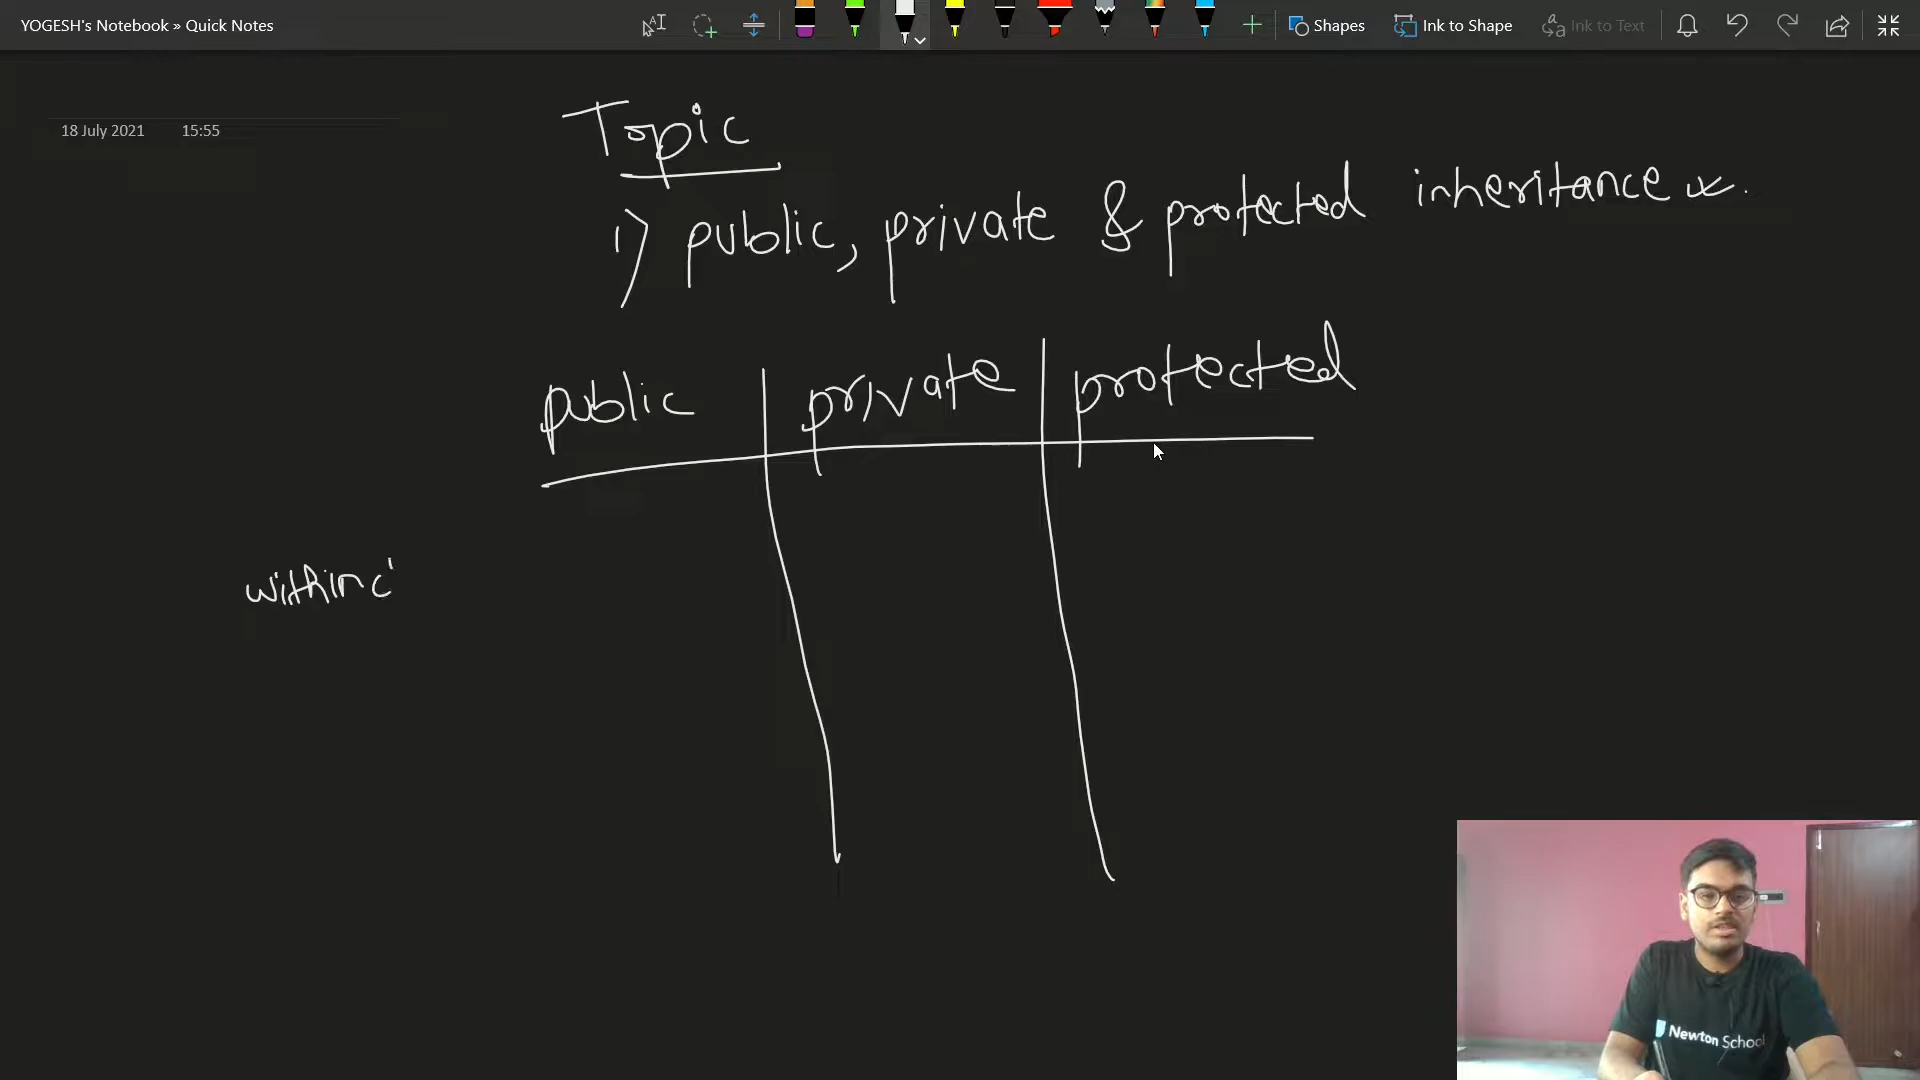 YOGESH's Notebook » Quick Notes
Shapes
Ink to Shape
Ink to Text
18 July 2021 15:55
Topic
1) public, private & protected inheritance
public private protected
within c
Newton School